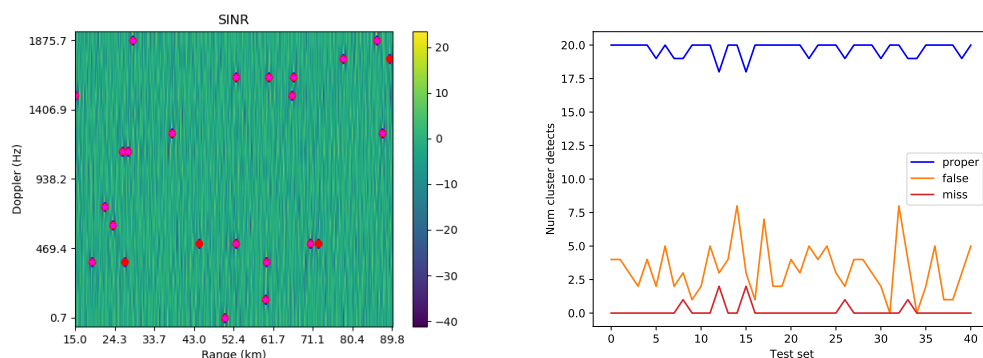 SINR
Doppler (Hz)
1875.7
1406.9
938.2
469.4
0.7
15.0 24.3 33.7 43.0 52.4 61.7 71.1 80.4 89.8
Range (km)
20
10
0
−10
−20
−30
−40
Num cluster detects
20.0
17.5
15.0
12.5
10.0
7.5
5.0
2.5
0.0
0 5 10 15 20 25 30 35 40
Test set
proper
false
miss